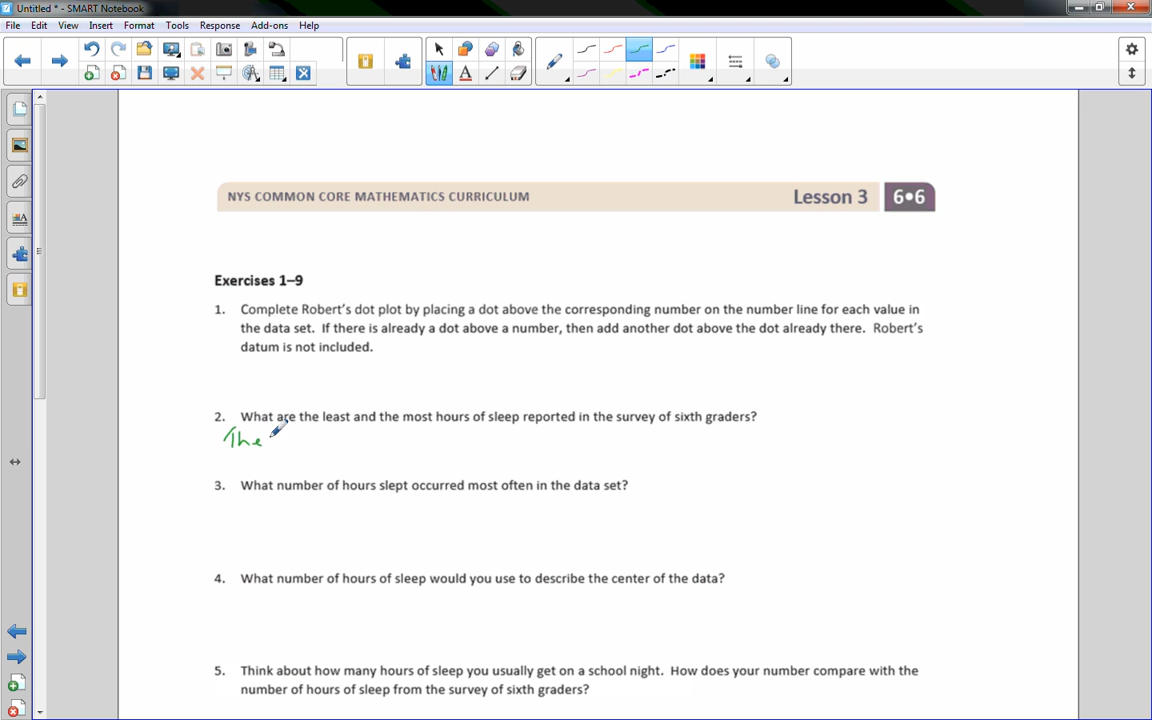 Untitled * - SMART Notebook
File Edit View Insert Format Tools Response Add-ons Help
NYS COMMON CORE MATHEMATICS CURRICULUM Lesson 3 6•6
Exercises 1–9
1. Complete Robert's dot plot by placing a dot above the corresponding number on the number line for each value in
the data set. If there is already a dot above a number, then add another dot above the dot already there. Robert's
datum is not included.
2. What are the least and the most hours of sleep reported in the survey of sixth graders?
The
3. What number of hours slept occurred most often in the data set?
4. What number of hours of sleep would you use to describe the center of the data?
5. Think about how many hours of sleep you usually get on a school night. How does your number compare with the
number of hours of sleep from the survey of sixth graders?